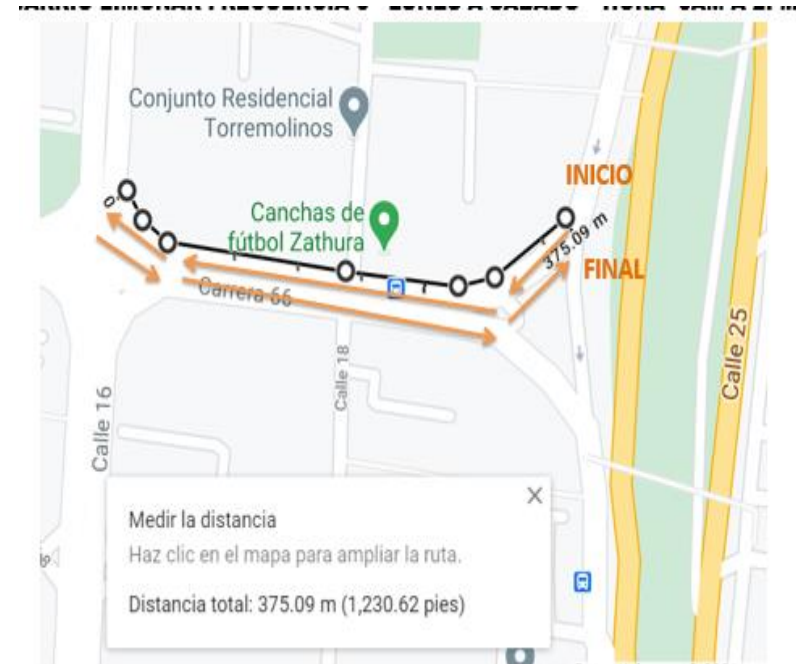 Conjunto Residencial
Torremolinos
INICIO
Canchas de
fútbol Zathura
375.09 m
FINAL
Carrera 66
Calle 18
Calle 25
Calle 16
Medir la distancia
Haz clic en el mapa para ampliar la ruta.
Distancia total: 375.09 m (1,230.62 pies)